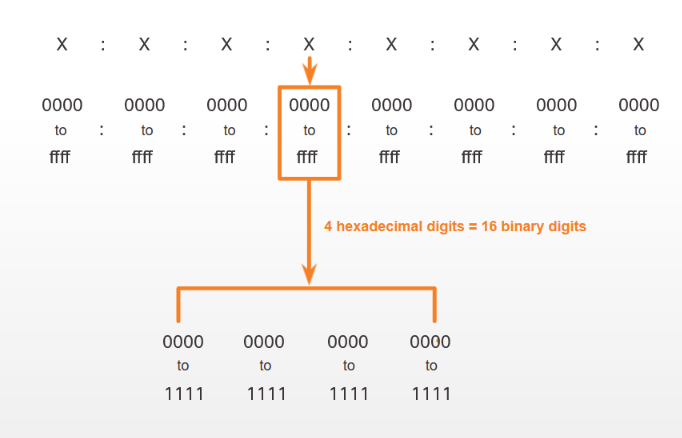 X : X : X : X : X : X : X : X
0000 0000 0000 0000 0000 0000 0000 0000
to : to : to : to : to : to : to : to
ffff ffff ffff ffff ffff ffff ffff ffff
4 hexadecimal digits = 16 binary digits
0000 0000 0000 0000
to to to to
1111 1111 1111 1111